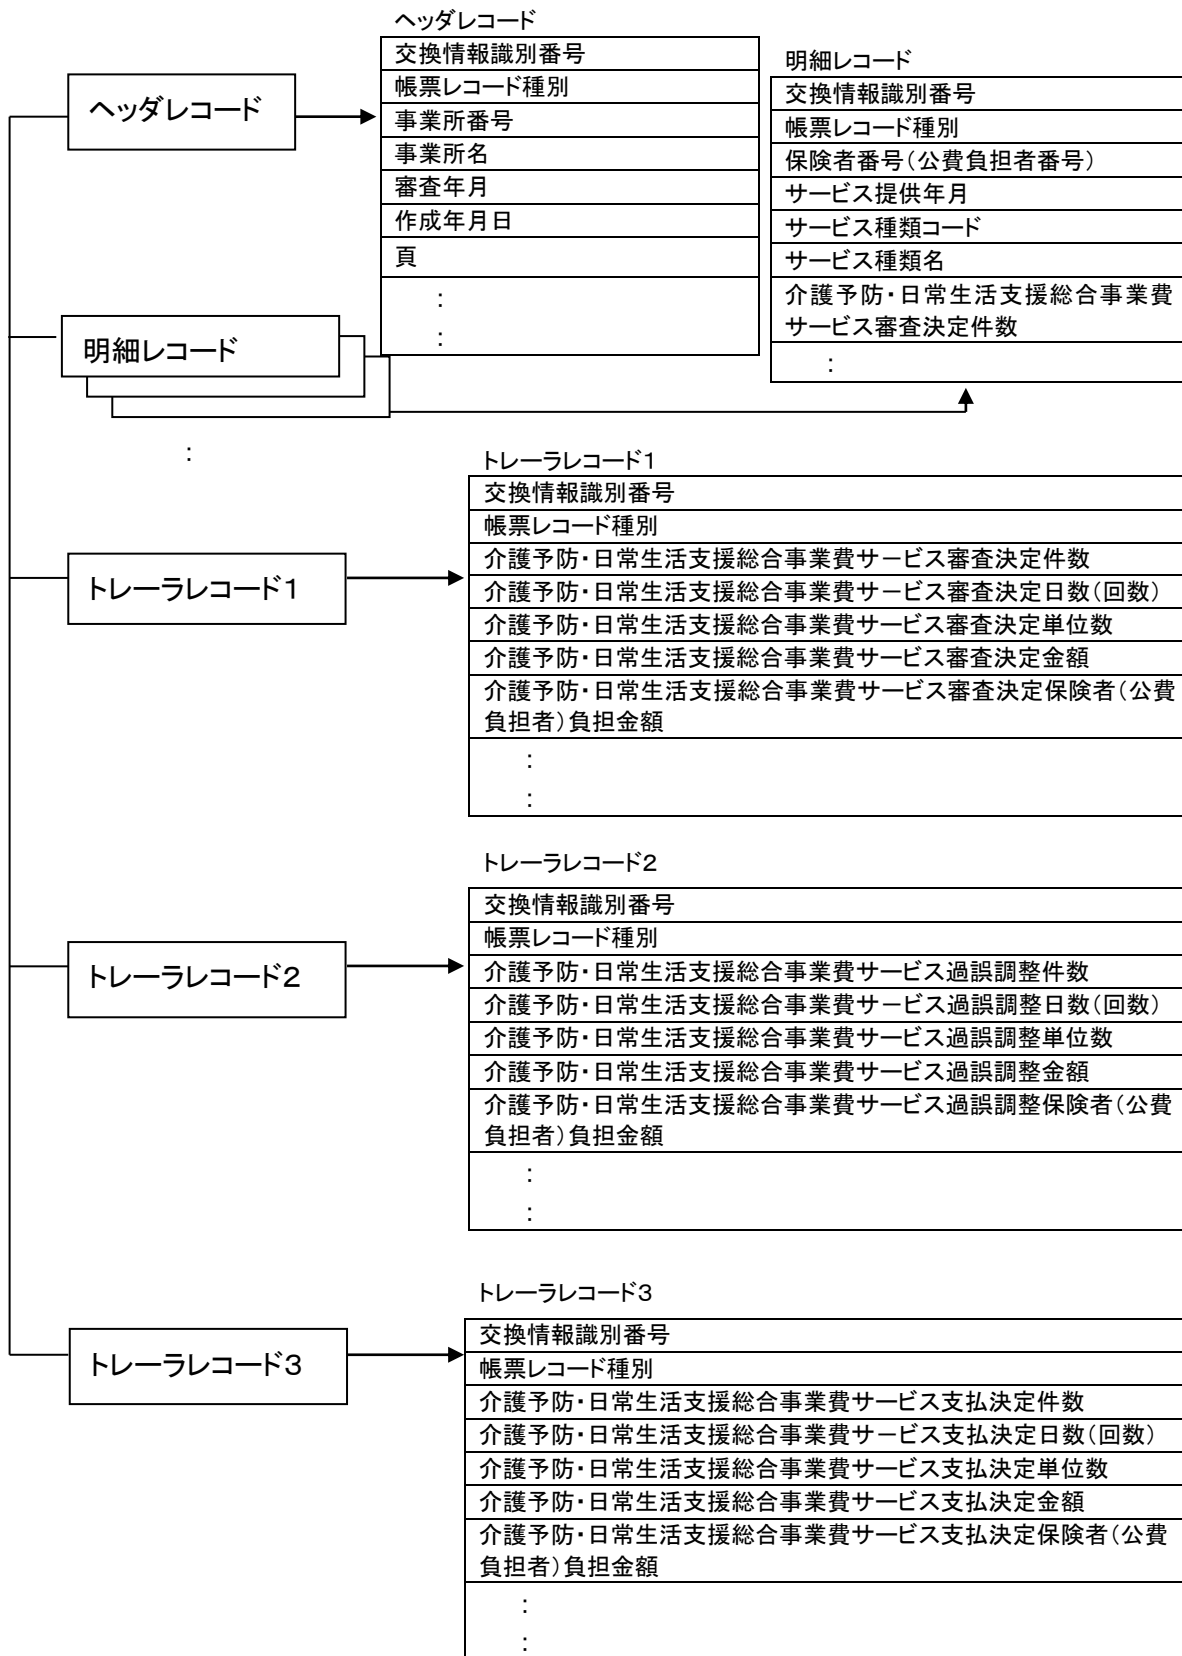 ヘッダレコード
ヘッダレコード
交換情報識別番号
帳票レコード種別
事業所番号
事業所名
審査年月
作成年月日
頁
:
:
明細レコード
明細レコード
交換情報識別番号
帳票レコード種別
保険者番号(公費負担者番号)
サービス提供年月
サービス種類コード
サービス種類名
介護予防・日常生活支援総合事業費
サービス審査決定件数
:
:
トレーラレコード1
トレーラレコード1
交換情報識別番号
帳票レコード種別
介護予防・日常生活支援総合事業費サービス審査決定件数
介護予防・日常生活支援総合事業費サービス審査決定日数(回数)
介護予防・日常生活支援総合事業費サービス審査決定単位数
介護予防・日常生活支援総合事業費サービス審査決定金額
介護予防・日常生活支援総合事業費サービス審査決定保険者(公費
負担者)負担金額
:
:
トレーラレコード2
トレーラレコード2
交換情報識別番号
帳票レコード種別
介護予防・日常生活支援総合事業費サービス過誤調整件数
介護予防・日常生活支援総合事業費サービス過誤調整日数(回数)
介護予防・日常生活支援総合事業費サービス過誤調整単位数
介護予防・日常生活支援総合事業費サービス過誤調整金額
介護予防・日常生活支援総合事業費サービス過誤調整保険者(公費
負担者)負担金額
:
:
トレーラレコード3
トレーラレコード3
交換情報識別番号
帳票レコード種別
介護予防・日常生活支援総合事業費サービス支払決定件数
介護予防・日常生活支援総合事業費サービス支払決定日数(回数)
介護予防・日常生活支援総合事業費サービス支払決定単位数
介護予防・日常生活支援総合事業費サービス支払決定金額
介護予防・日常生活支援総合事業費サービス支払決定保険者(公費
負担者)負担金額
:
: